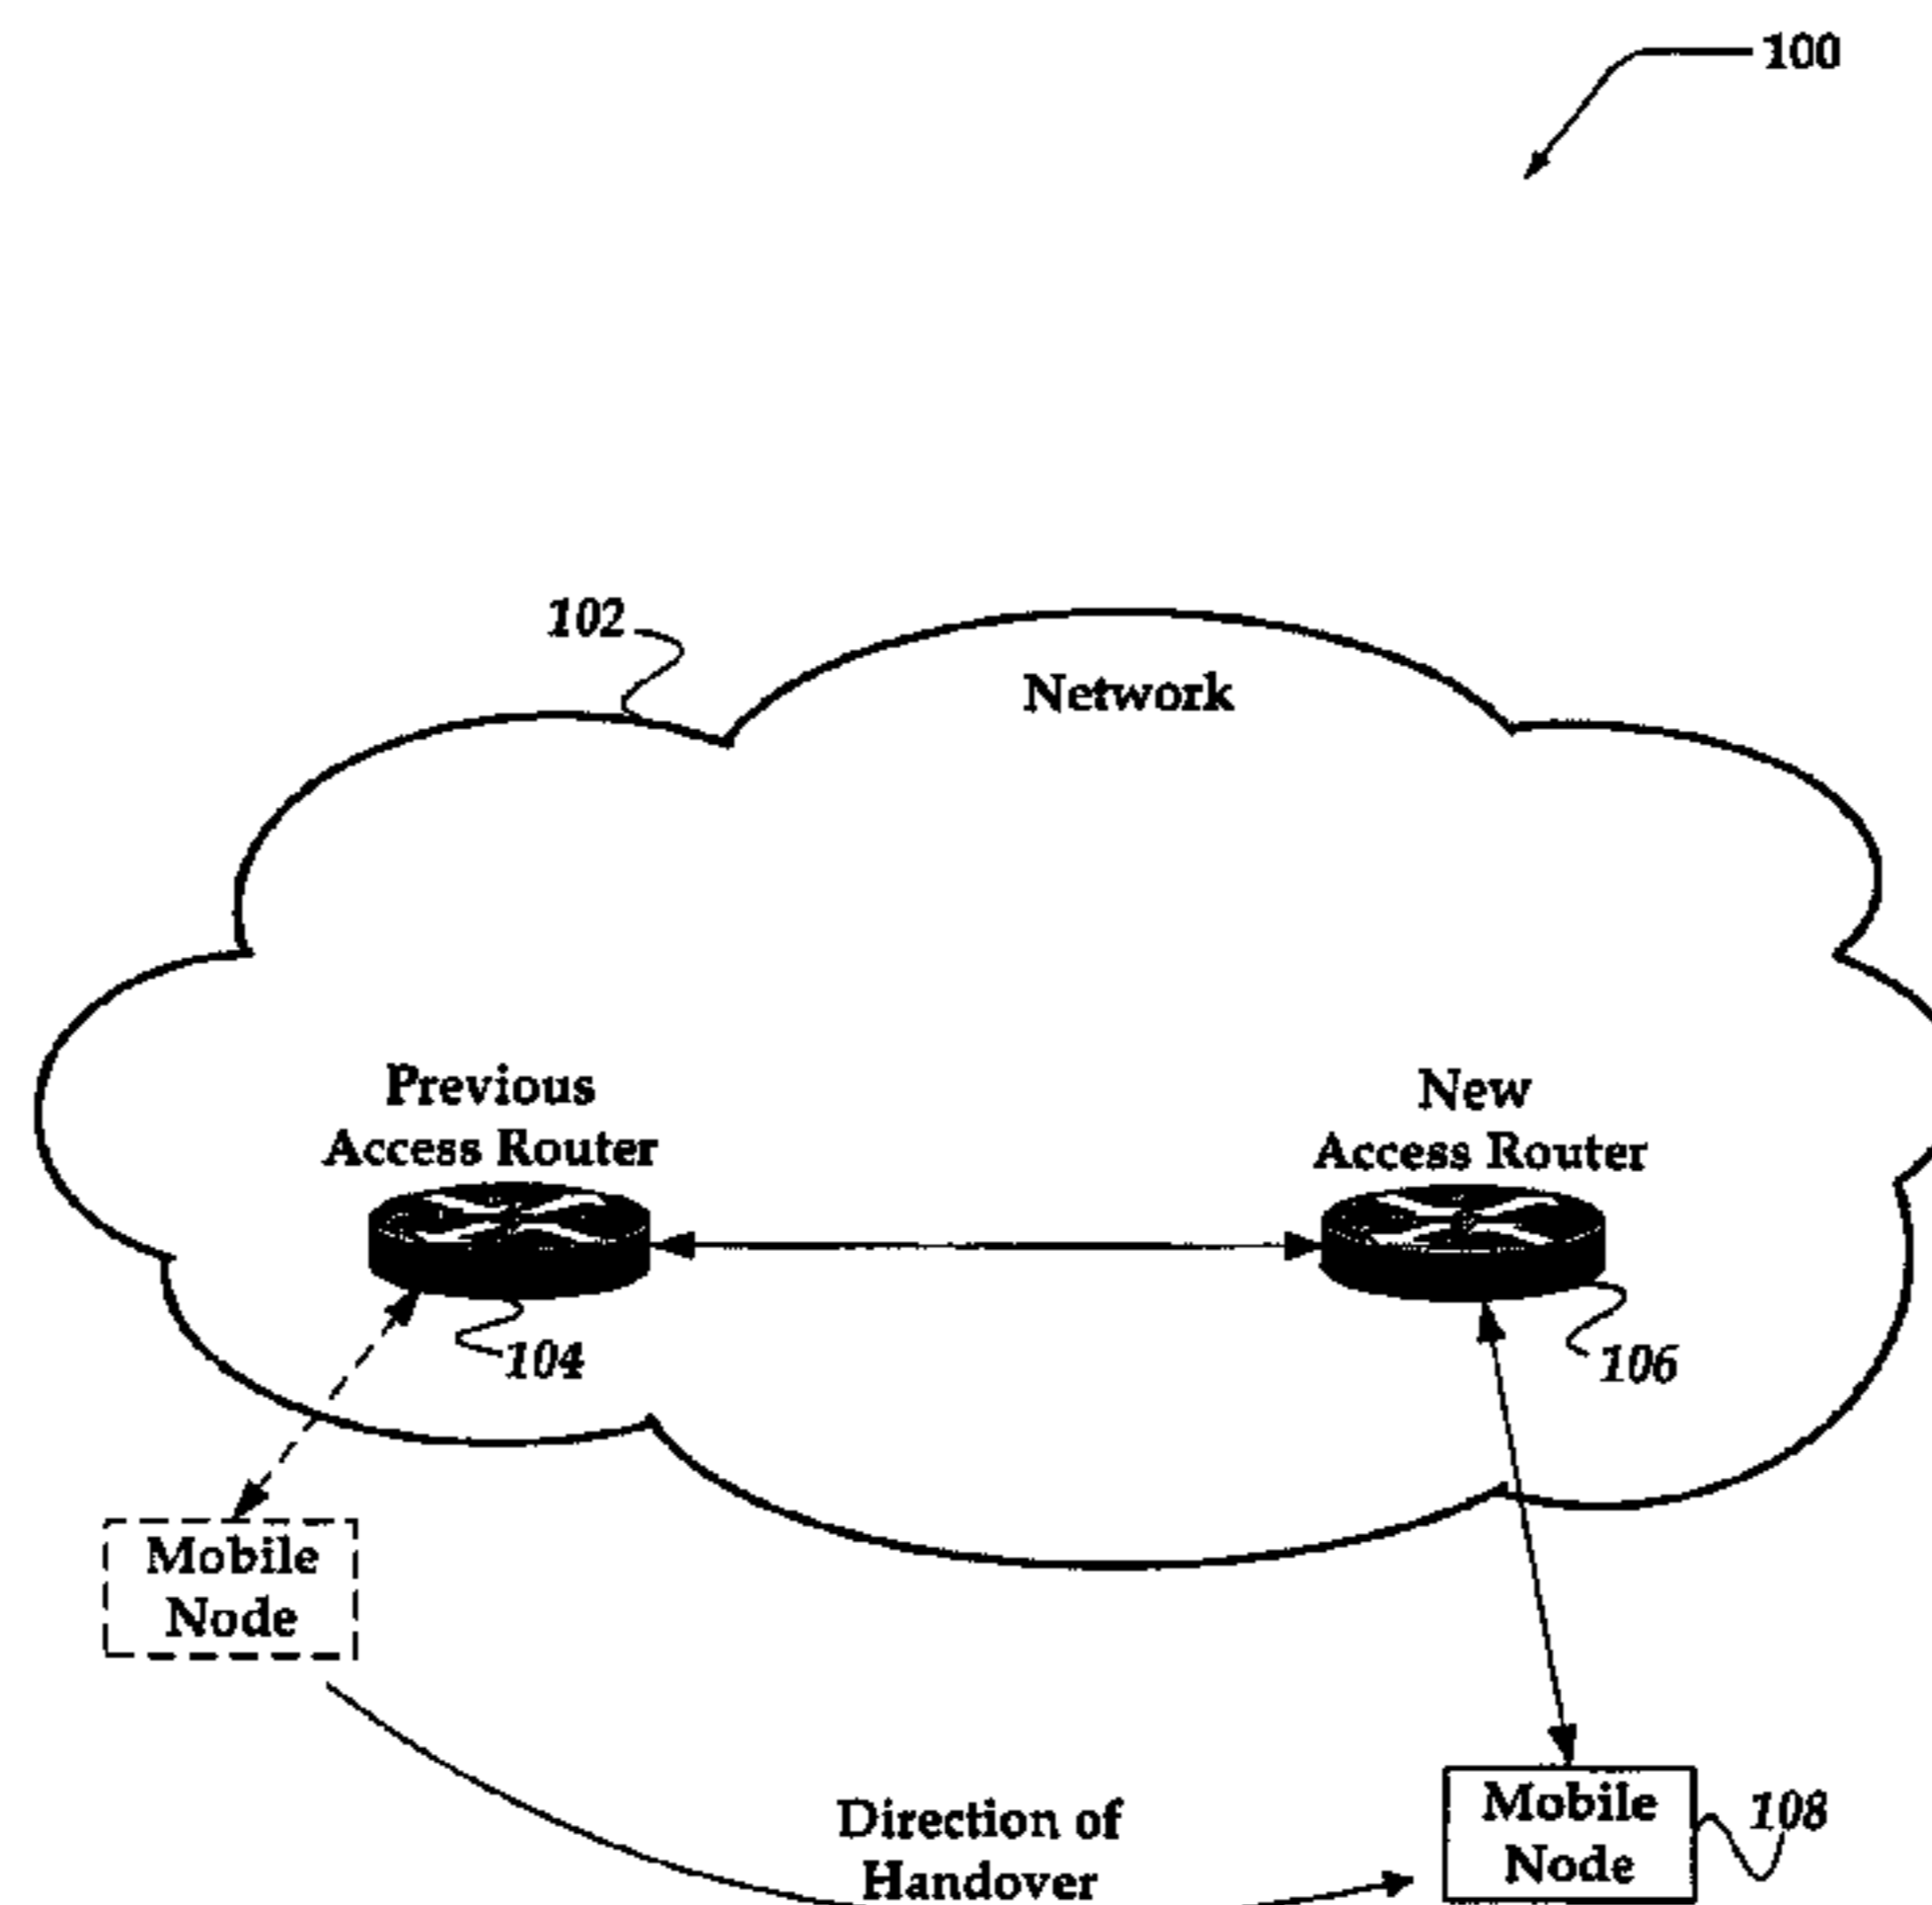 100
102
Network
Previous
Access Router
New
Access Router
104
106
Mobile
Node
Direction of
Handover
Mobile
Node
108